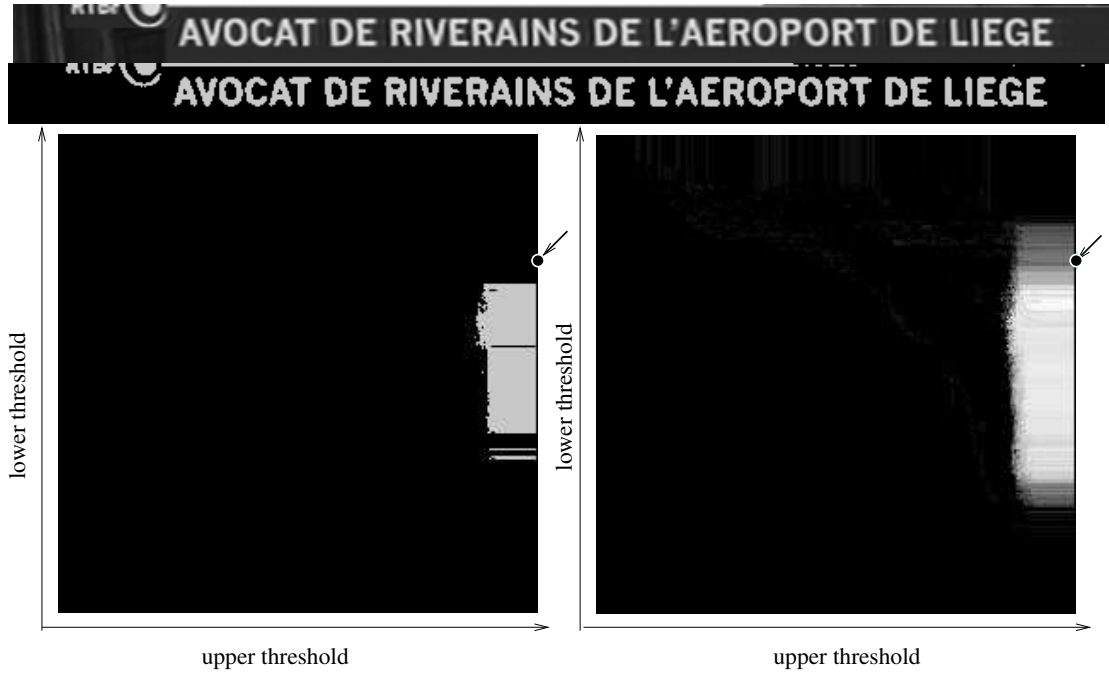 AVOCAT DE RIVERAINS DE L'AEROPORT DE LIEGE
AVOCAT DE RIVERAINS DE L'AEROPORT DE LIEGE
lower threshold
lower threshold
upper threshold
upper threshold